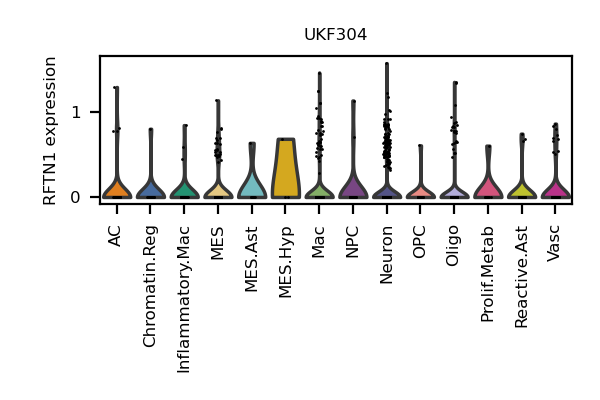 UKF304
RFTN1 expression
1
0
AC
Chromatin.Reg
Inflammatory.Mac
MES
MES.Ast
MES.Hyp
Mac
NPC
Neuron
OPC
Oligo
Prolif.Metab
Reactive.Ast
Vasc